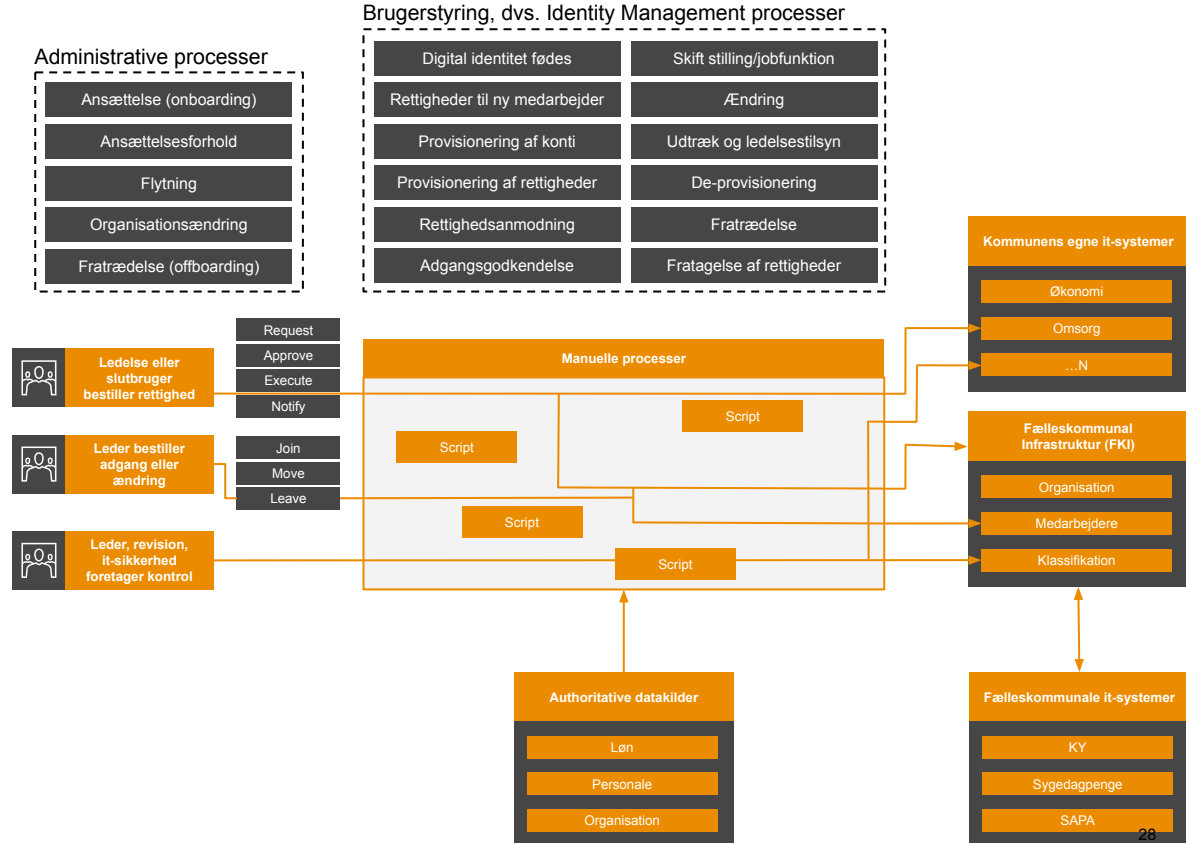 Brugerstyring, dvs. Identity Management processer
Administrative processer
Ansættelse (onboarding)
Ansættelsesforhold
Flytning
Organisationsændring
Fratrædelse (offboarding)
Digital identitet fødes
Rettigheder til ny medarbejder
Provisionering af konti
Provisionering af rettigheder
Rettighedsanmodning
Adgangsgodkendelse
Skift stilling/jobfunktion
Ændring
Udtræk og ledelsestilsyn
De-provisionering
Fratrædelse
Fratagelse af rettigheder
Ledelse eller
slutbruger
bestiller rettighed
Request
Approve
Execute
Notify
Leder bestiller
adgang eller
ændring
Join
Move
Leave
Leder, revision,
it-sikkerhed
foretager kontrol
Manuelle processer
Script
Script
Script
Script
Kommunens egne it-systemer
Økonomi
Omsorg
…N
Fælleskommunal
Infrastruktur (FKI)
Organisation
Medarbejdere
Klassifikation
Authoritative datakilder
Løn
Personale
Organisation
Fælleskommunale it-systemer
KY
Sygedagpenge
SAPA
28